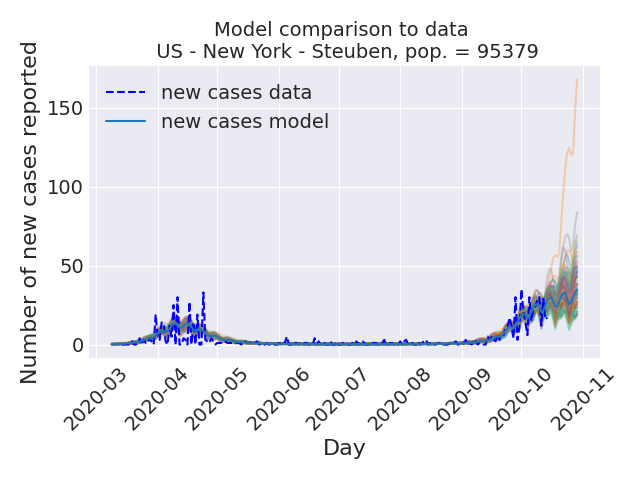 Model comparison to data
US - New York - Steuben, pop. = 95379
Number of new cases reported
150
100
50
0
new cases data
new cases model
2020-03
2020-04
2020-05
2020-06
2020-07
2020-08
2020-09
2020-10
2020-11
Day